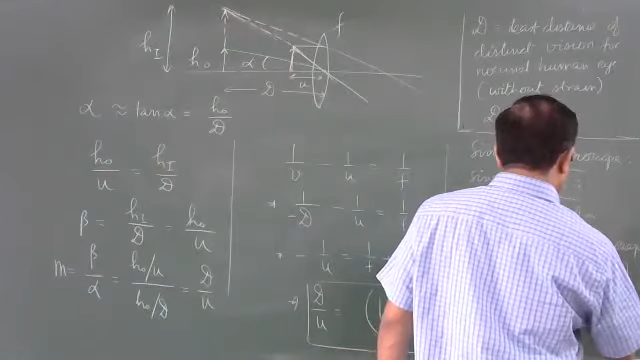 h_I
h_o
α
f
u
D
α ≈ tanα = h_o/D
h_o/u = h_I/D
β = h_I/D = h_o/u
m = β/α = (h_o/u)/(h_o/D) = D/u
1/v - 1/u = 1/f
⇒ 1/-D - 1/u = 1/
⇒ - 1/u = 1/f
⇒ D/u = (
D = least distance of
distinct vision for
normal human eye
(without strain)
D